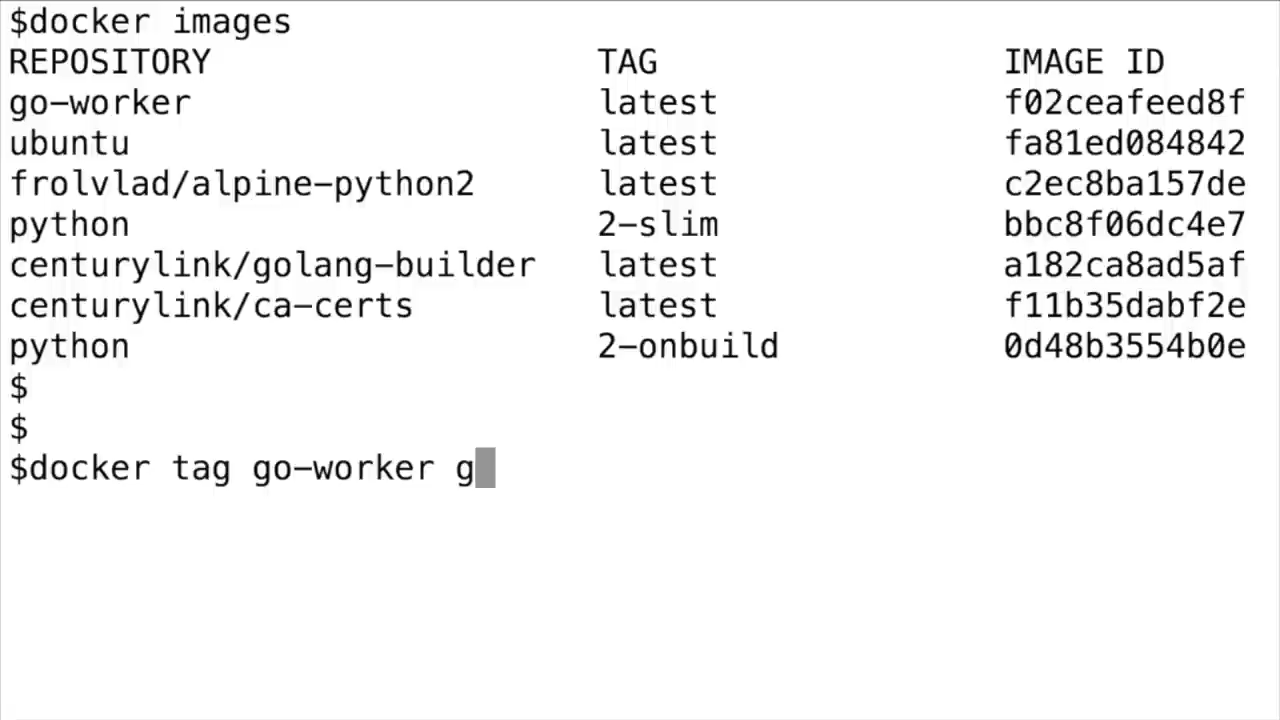 $docker images
REPOSITORY TAG IMAGE ID
go-worker latest f02ceafeed8f
ubuntu latest fa81ed084842
frolvlad/alpine-python2 latest c2ec8ba157de
python 2-slim bbc8f06dc4e7
centurylink/golang-builder latest a182ca8ad5af
centurylink/ca-certs latest f11b35dabf2e
python 2-onbuild 0d48b3554b0e
$
$
$docker tag go-worker g